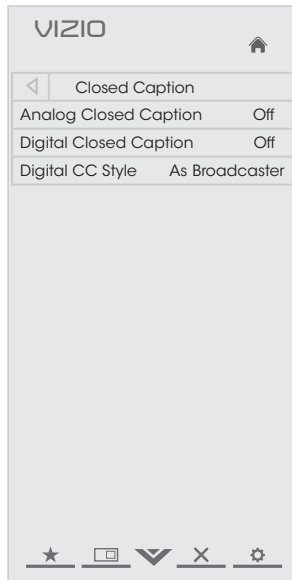 VIZIO
Closed Caption
Analog Closed Caption Off
Digital Closed Caption Off
Digital CC Style As Broadcaster